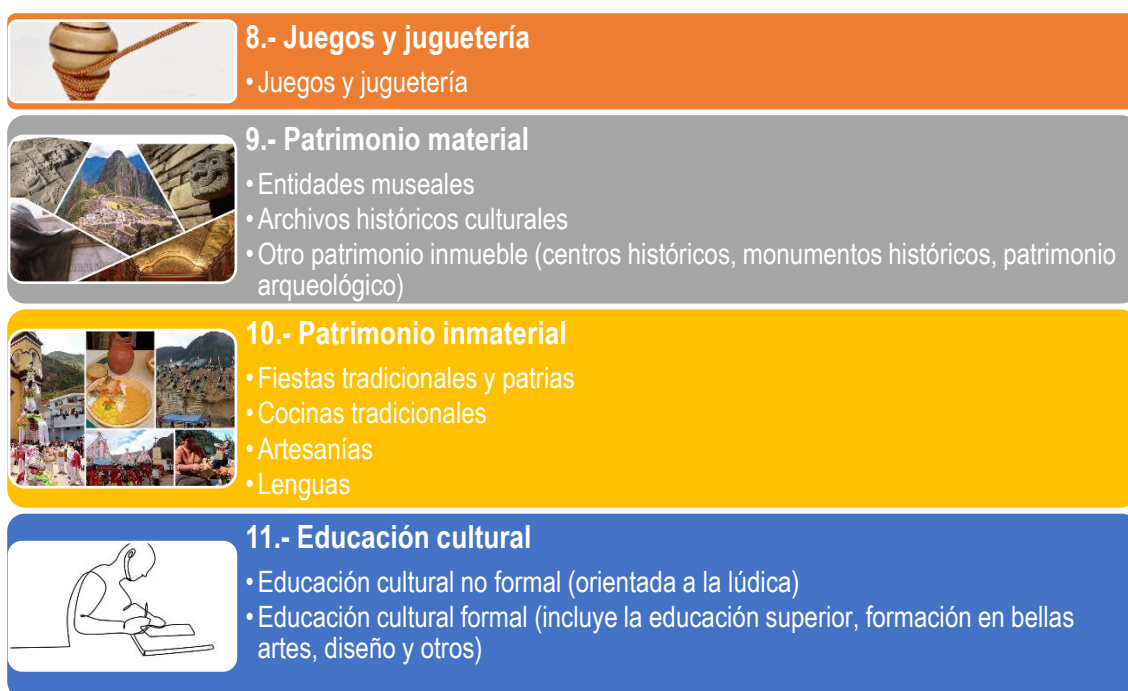 8.- Juegos y juguetería
• Juegos y juguetería
9.- Patrimonio material
• Entidades museales
• Archivos históricos culturales
• Otro patrimonio inmueble (centros históricos, monumentos históricos, patrimonio
arqueológico)
10.- Patrimonio inmaterial
• Fiestas tradicionales y patrias
• Cocinas tradicionales
• Artesanías
• Lenguas
11.- Educación cultural
• Educación cultural no formal (orientada a la lúdica)
• Educación cultural formal (incluye la educación superior, formación en bellas
artes, diseño y otros)